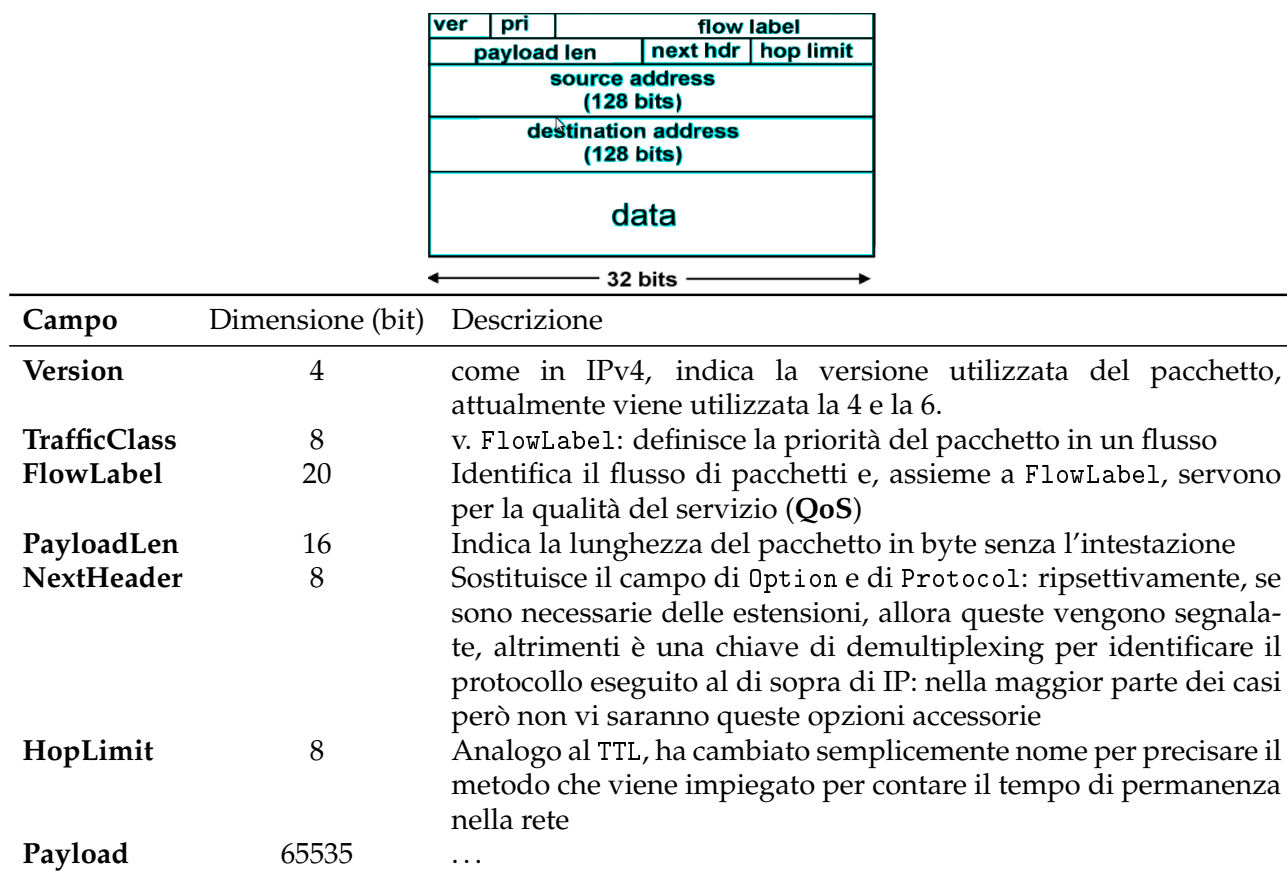 ver pri flow label
payload len next hdr hop limit
source address
(128 bits)
destination address
(128 bits)
data
32 bits
Campo Dimensione (bit) Descrizione
Version 4 come in IPv4, indica la versione utilizzata del pacchetto,
attualmente viene utilizzata la 4 e la 6.
TrafficClass 8 v. FlowLabel: definisce la priorità del pacchetto in un flusso
FlowLabel 20 Identifica il flusso di pacchetti e, assieme a FlowLabel, servono
per la qualità del servizio (QoS)
PayloadLen 16 Indica la lunghezza del pacchetto in byte senza l'intestazione
NextHeader 8 Sostituisce il campo di Option e di Protocol: ripsettivamente, se
sono necessarie delle estensioni, allora queste vengono segnala-
te, altrimenti è una chiave di demultiplexing per identificare il
protocollo eseguito al di sopra di IP: nella maggior parte dei casi
però non vi saranno queste opzioni accessorie
HopLimit 8 Analogo al TTL, ha cambiato semplicemente nome per precisare il
metodo che viene impiegato per contare il tempo di permanenza
nella rete
Payload 65535 ...